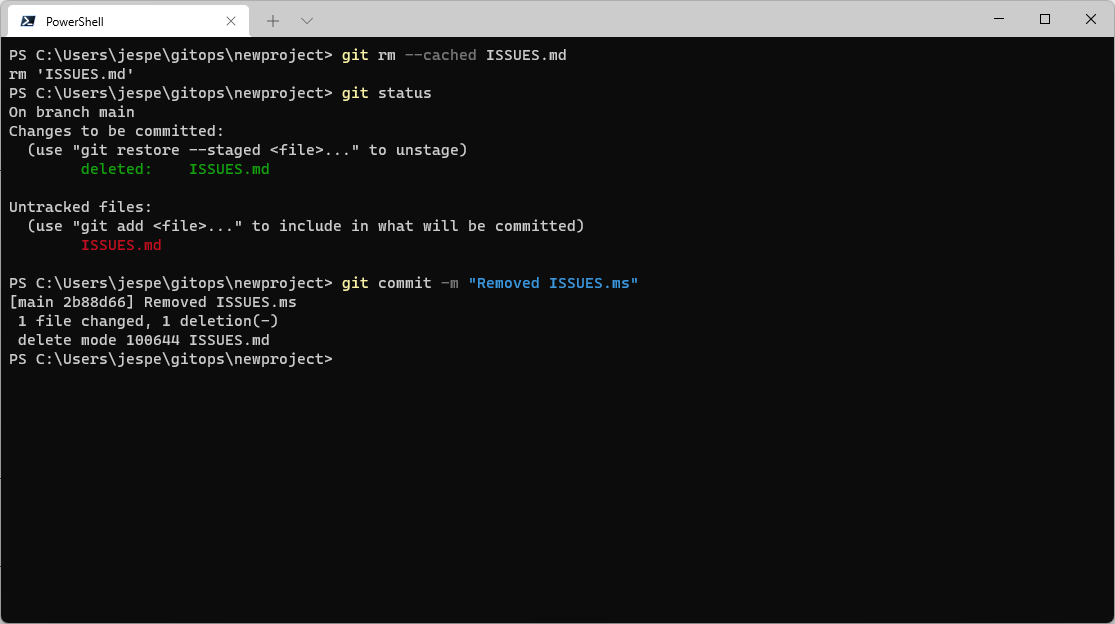 PowerShell
PS C:\Users\jespe\gitops\newproject> git rm --cached ISSUES.md
rm 'ISSUES.md'
PS C:\Users\jespe\gitops\newproject> git status
On branch main
Changes to be committed:
  (use "git restore --staged <file>..." to unstage)
        deleted:    ISSUES.md

Untracked files:
  (use "git add <file>..." to include in what will be committed)
        ISSUES.md

PS C:\Users\jespe\gitops\newproject> git commit -m "Removed ISSUES.ms"
[main 2b88d66] Removed ISSUES.ms
 1 file changed, 1 deletion(-)
 delete mode 100644 ISSUES.md
PS C:\Users\jespe\gitops\newproject>